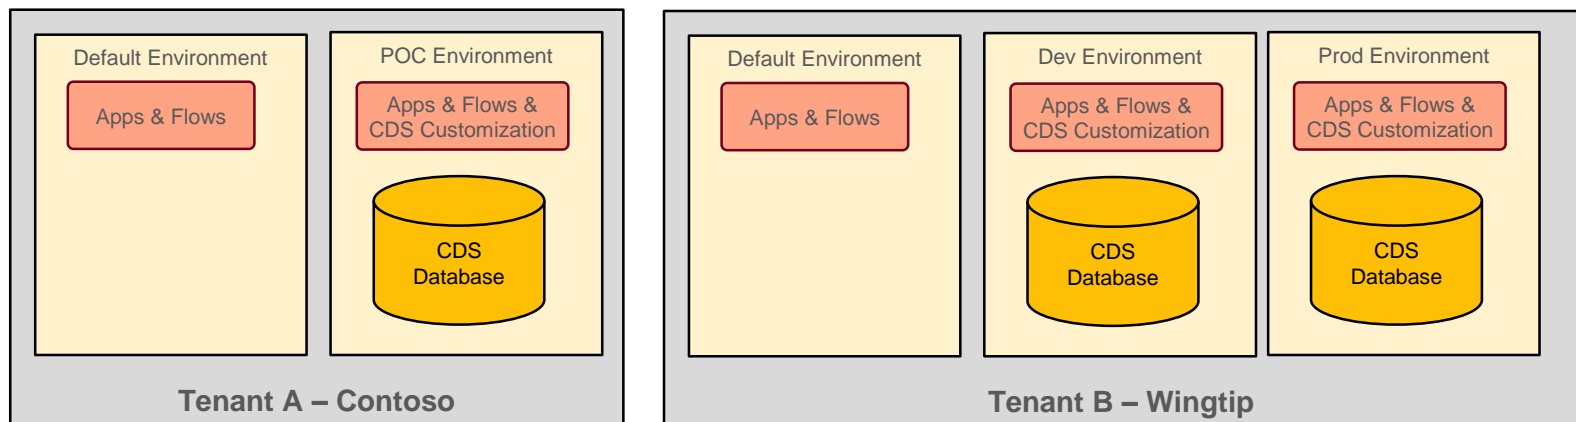 Default Environment
Apps & Flows
POC Environment
Apps & Flows &
CDS Customization
CDS
Database
Tenant A – Contoso
Default Environment
Apps & Flows
Dev Environment
Apps & Flows &
CDS Customization
CDS
Database
Prod Environment
Apps & Flows &
CDS Customization
CDS
Database
Tenant B – Wingtip